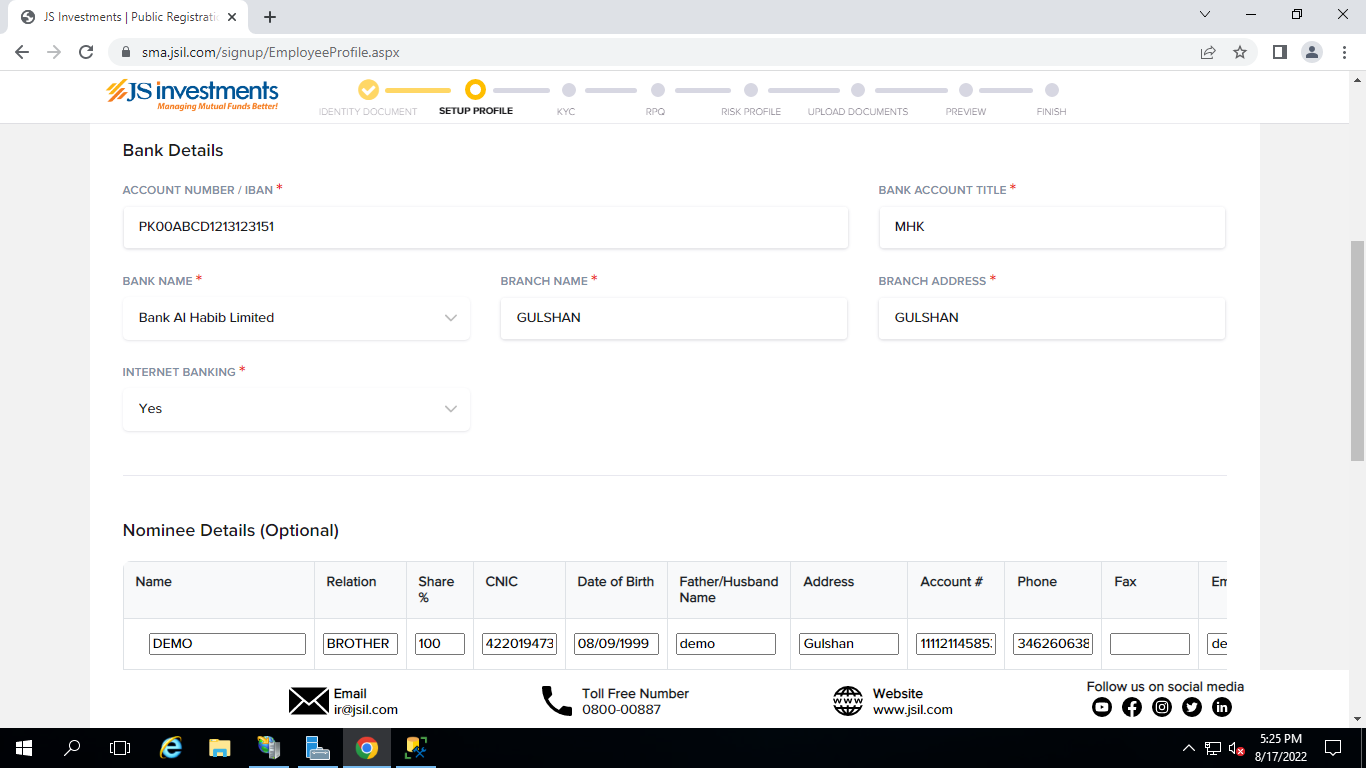 JS Investments | Public Registrati
sma.jsil.com/signup/EmployeeProfile.aspx
JS investments
Managing Mutual Funds Better!
IDENTITY DOCUMENT SETUP PROFILE KYC RPQ RISK PROFILE UPLOAD DOCUMENTS PREVIEW FINISH
Bank Details
ACCOUNT NUMBER / IBAN * BANK ACCOUNT TITLE *
PK00ABCD1213123151 MHK
BANK NAME * BRANCH NAME * BRANCH ADDRESS *
Bank Al Habib Limited GULSHAN GULSHAN
INTERNET BANKING *
Yes
Nominee Details (Optional)
Name Relation Share CNIC Date of Birth Father/Husband Address Account # Phone Fax Em
% Name
DEMO BROTHER 100 422019473 08/09/1999 demo Gulshan 11112114585 346260638 de
Email Toll Free Number Website Follow us on social media
ir@jsil.com 0800-00887 www.jsil.com
WWW
5:25 PM
8/17/2022